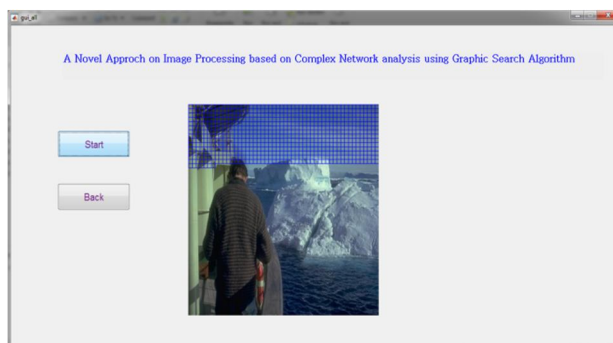 gui_all
A Novel Approch on Image Processing based on Complex Network analysis using Graphic Search Algorithm
Start
Back